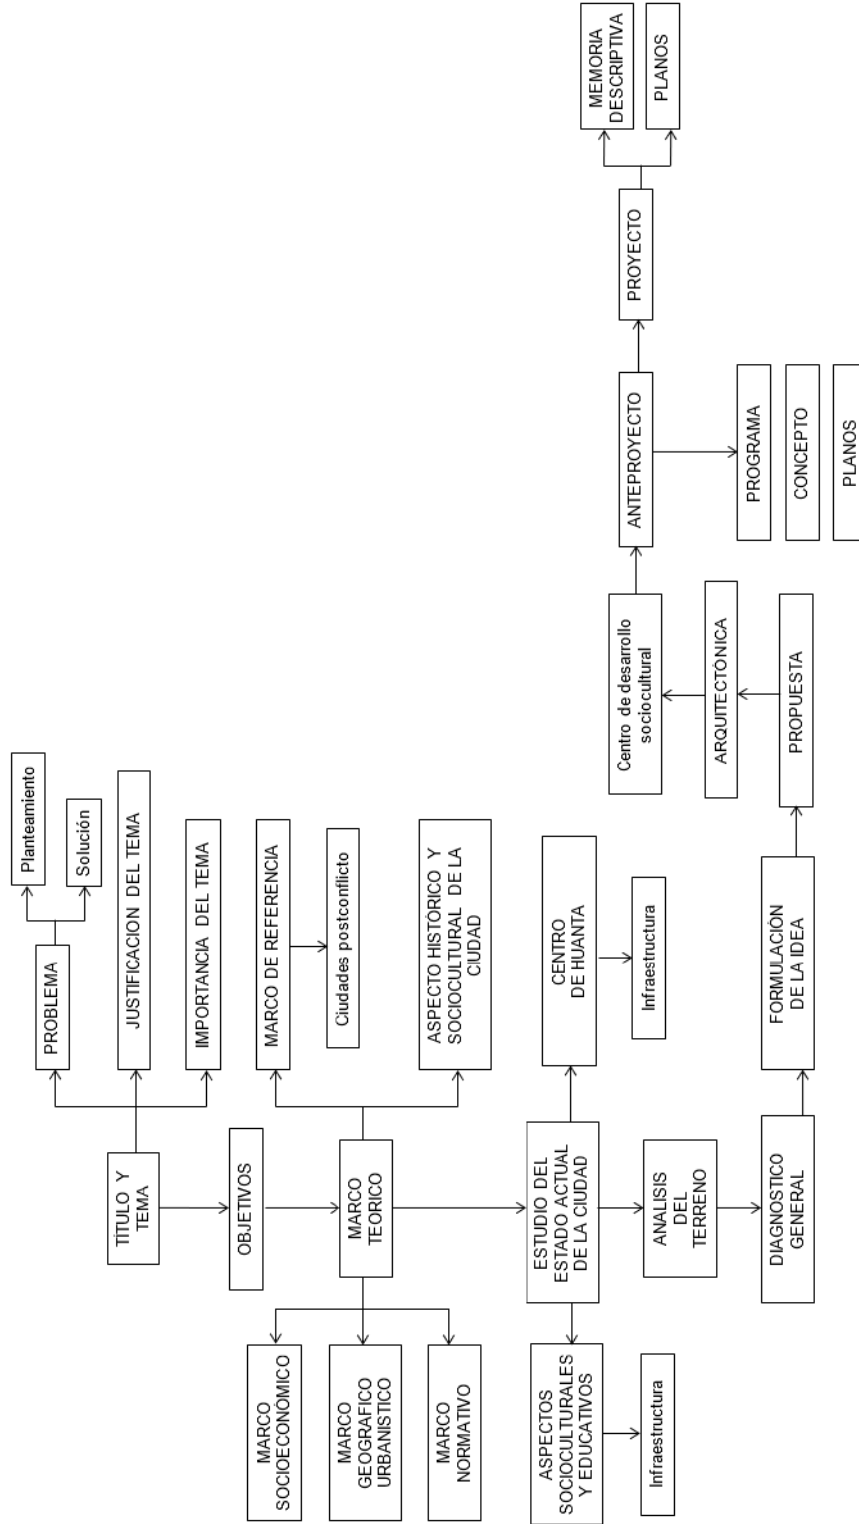 Planteamiento
PROBLEMA
Solución
TÍTULO Y
TEMA
JUSTIFICACION DEL TEMA
IMPORTANCIA DEL TEMA
OBJETIVOS
MARCO
SOCIOECONÓMICO
MARCO DE REFERENCIA
Ciudades postconflicto
MARCO
GEOGRAFICO
URBANISTICO
MARCO
TEORICO
MARCO
NORMATIVO
ASPECTO HISTÓRICO Y
SOCIOCULTURAL DE LA
CIUDAD
ASPECTOS
SOCIOCULTURALES
Y EDUCATIVOS
ESTUDIO DEL
ESTADO ACTUAL
DE LA CIUDAD
CENTRO
DE HUANTA
Infraestructura
Infraestructura
ANALISIS
DEL
TERRENO
DIAGNOSTICO
GENERAL
FORMULACIÓN
DE LA IDEA
PROPUESTA
ARQUITECTÓNICA
Centro de desarrollo
sociocultural
ANTEPROYECTO
PROGRAMA
CONCEPTO
PLANOS
PROYECTO
MEMORIA
DESCRIPTIVA
PLANOS